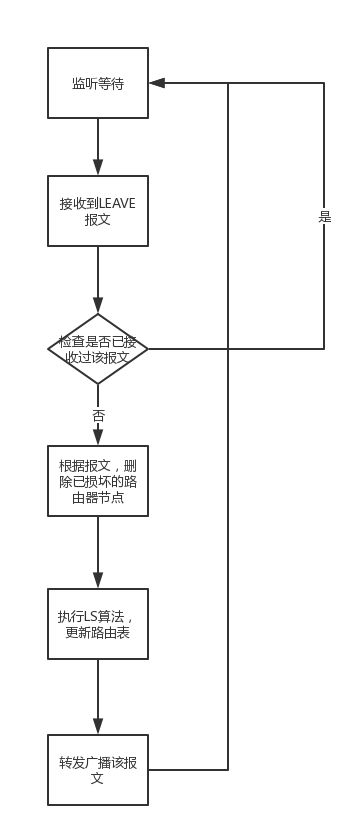 监听等待
接收到LEAVE
报文
是
检查是否已接
收过该报文
否
根据报文，删
除已损坏的路
由器节点
执行LS算法，
更新路由表
转发广播该报
文